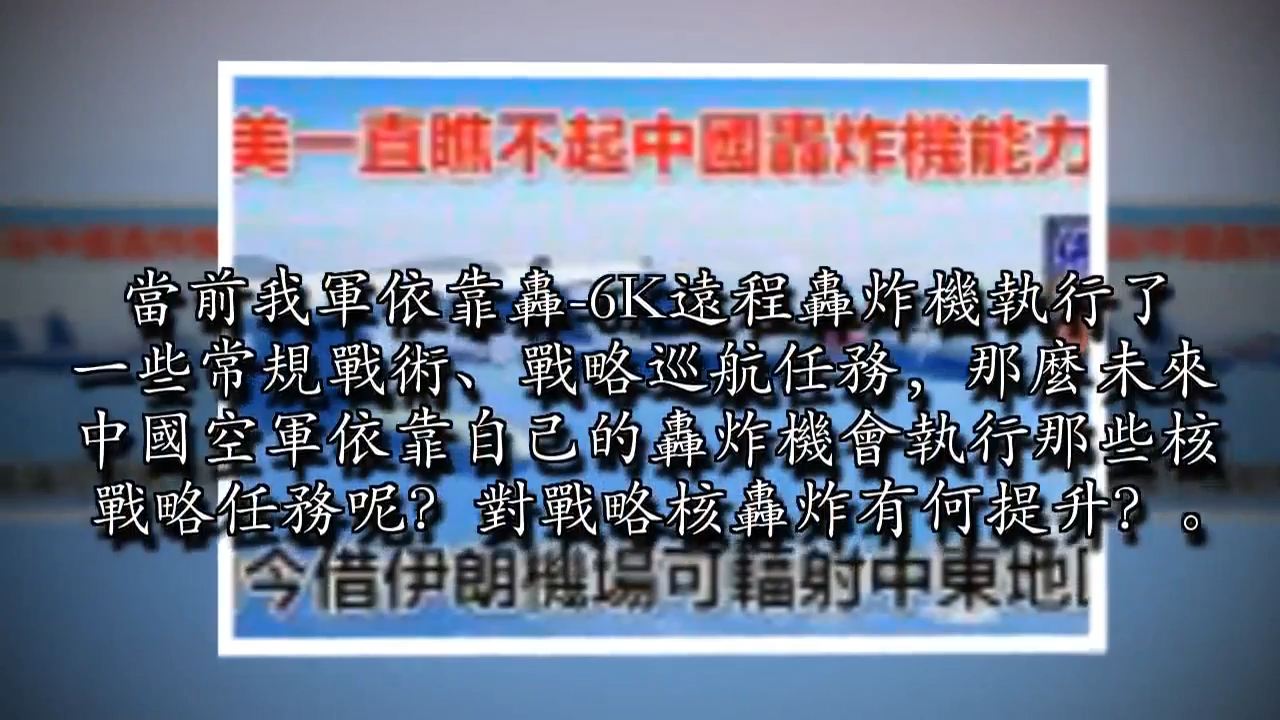 美一直瞧不起中國轟炸機能力
當前我軍依靠轟-6K遠程轟炸機執行了
一些常規戰術、戰略巡航任務，那麼未來
中國空軍依靠自己的轟炸機會執行那些核
戰略任務呢？對戰略核轟炸有何提升？。
今借伊朗機場可輻射中東地